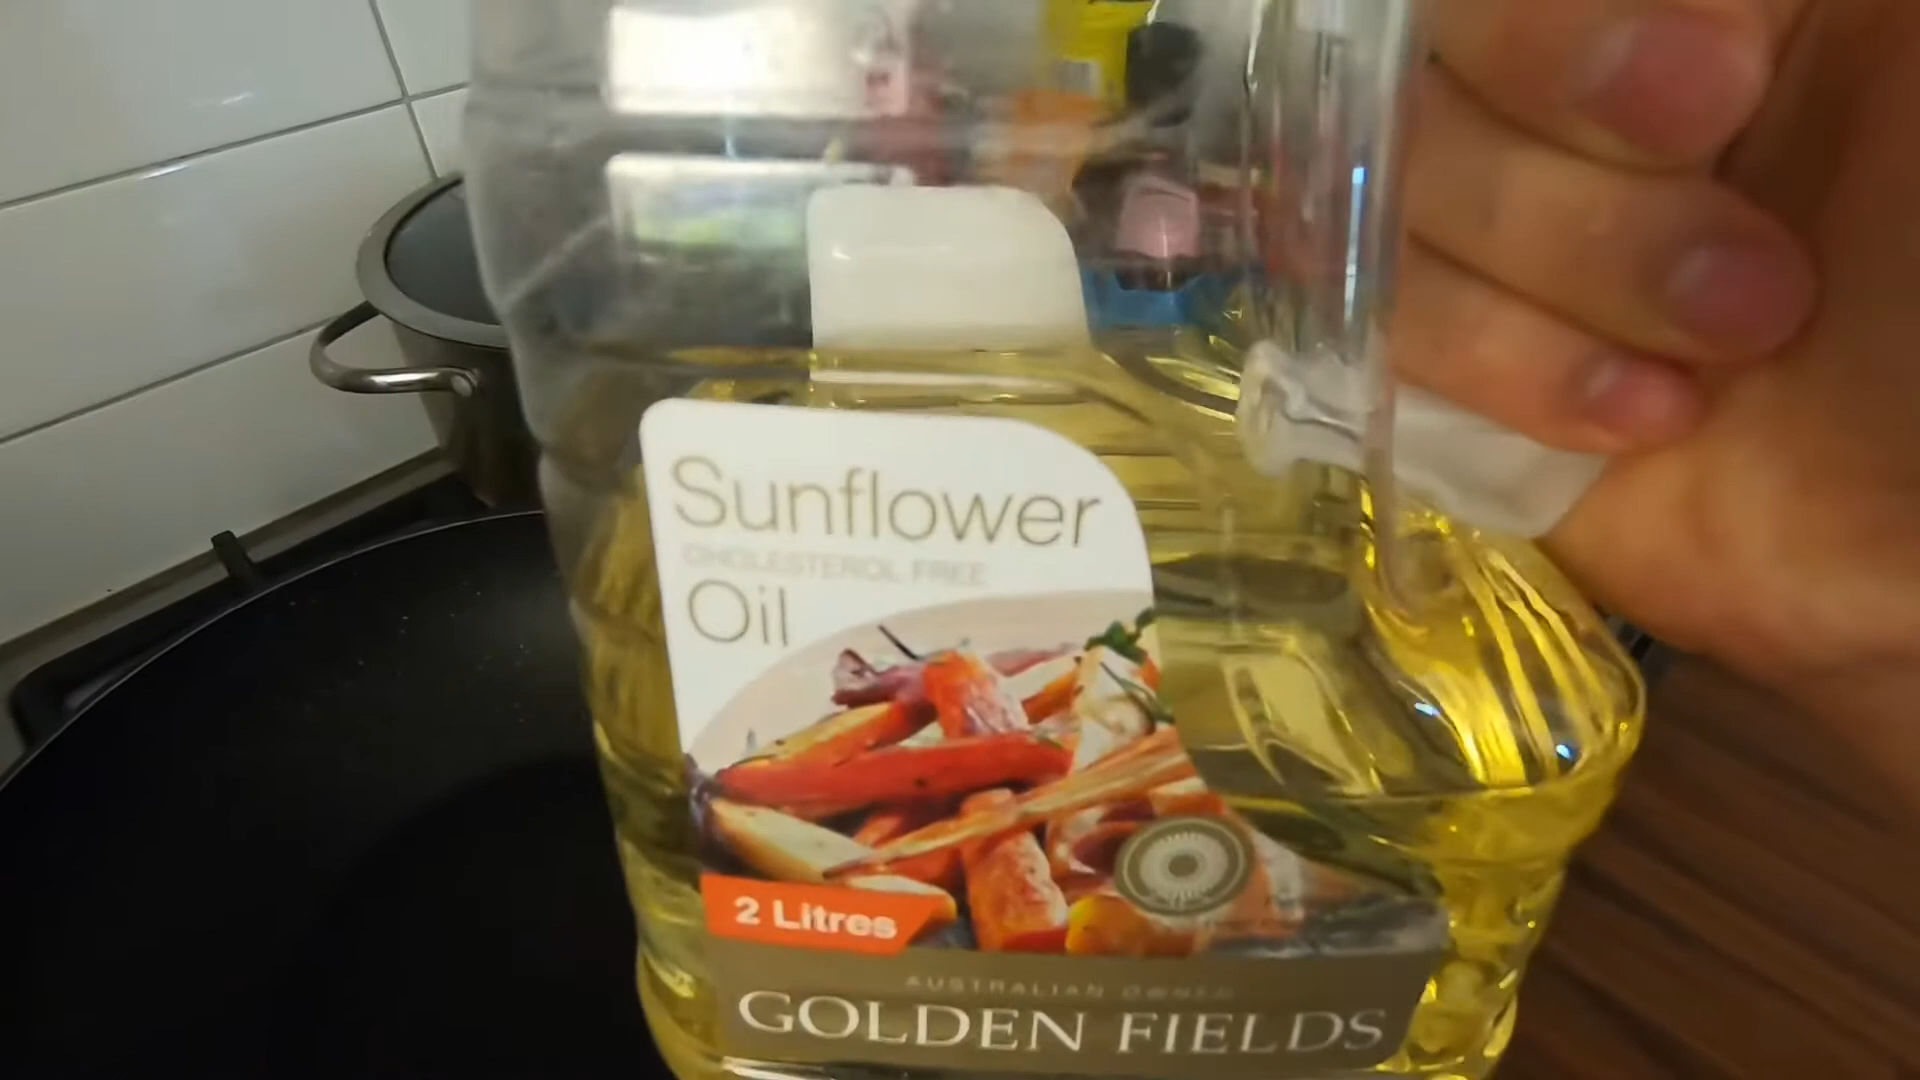 Sunflower
CHOLESTEROL FREE
Oil
2 Litres
AUSTRALIAN OWNED
GOLDEN FIELDS